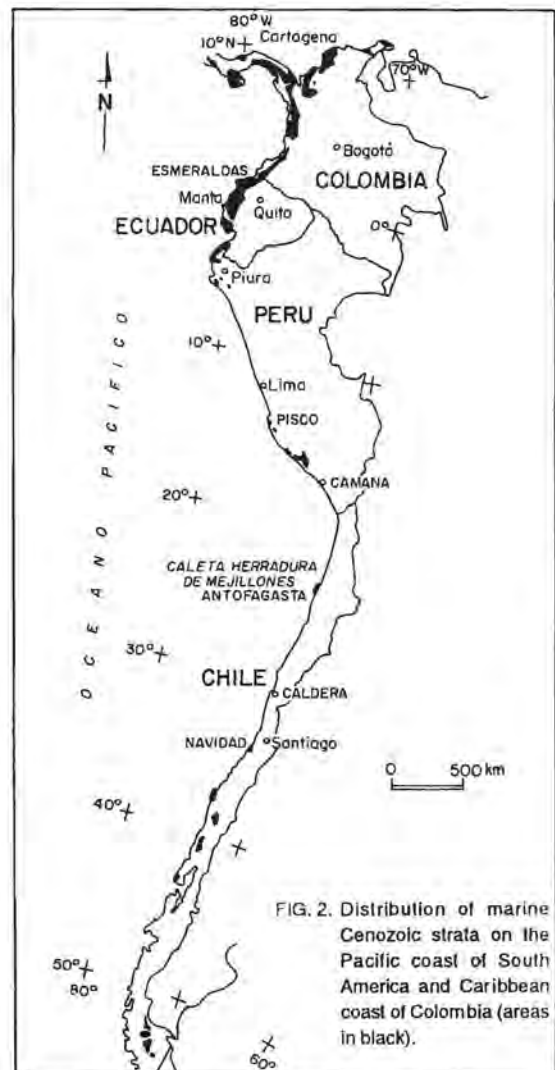 80° W
10° N
Cartagena
70° W
N
Bogotá
ESMERALDAS
COLOMBIA
Manta
Quito
ECUADOR
0°
Piura
PERU
10°
Lima
PISCO
CAMANA
20°
OCEANO PACIFICO
CALETA HERRADURA
DE MEJILLONES
ANTOFAGASTA
30°
CHILE
CALDERA
NAVIDAD
Santiago
0 500 km
40°
FIG. 2. Distribution of marine
Cenozoic strata on the
Pacific coast of South
America and Caribbean
coast of Colombia (areas
in black).
50°
80°
60°